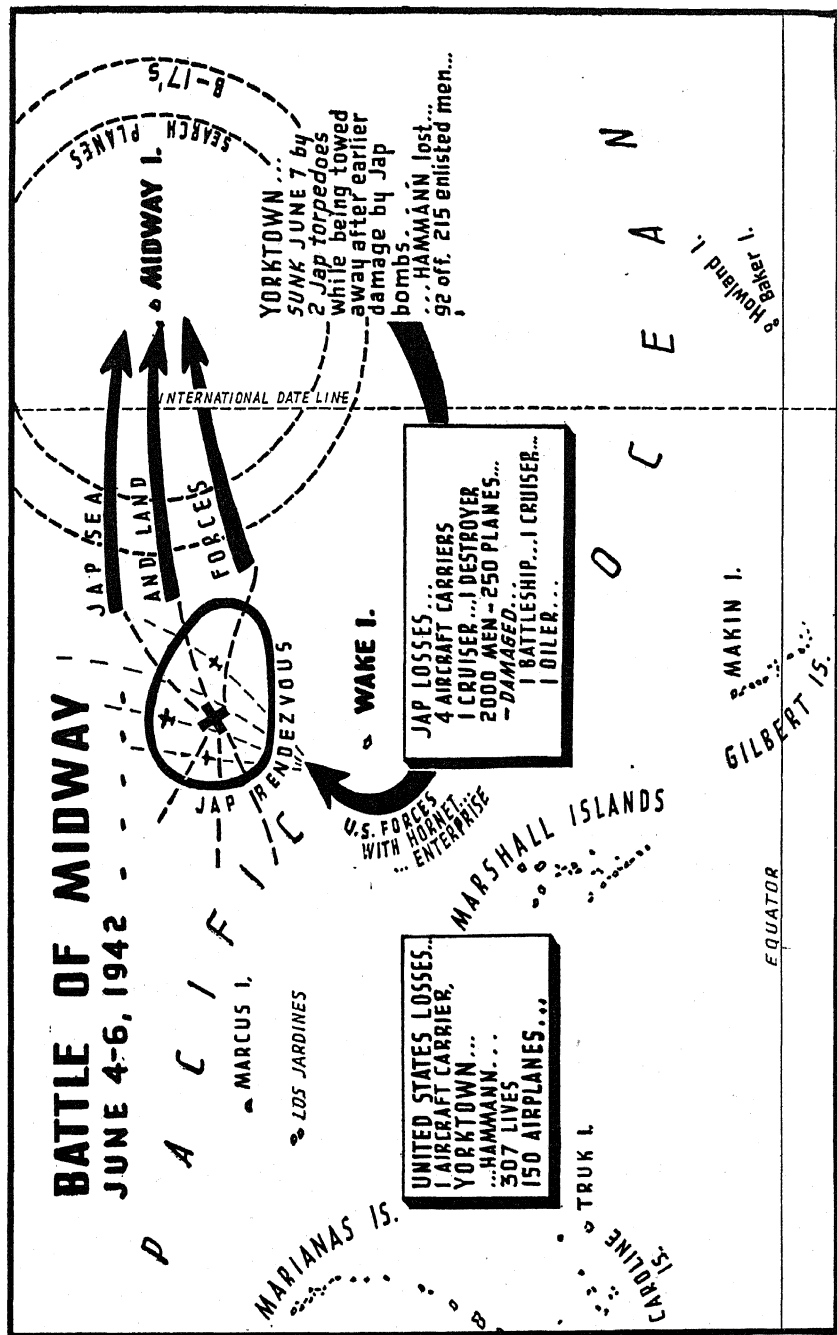 BATTLE OF MIDWAY
JUNE 4-6, 1942
PACIFIC
OCEAN
B-17's
SEARCH PLANES
MIDWAY I.
YORKTOWN...
SUNK JUNE 7 by
2 Jap torpedoes
while being towed
away after earlier
damage by Jap
bombs...
...HAMMANN lost...
92 off. 215 enlisted men...
INTERNATIONAL DATE LINE
JAP SEA
AND LAND
FORCES
JAP RENDEZVOUS
WAKE I.
U.S. FORCES
WITH HORNET...
... ENTERPRISE
JAP LOSSES...
4 AIRCRAFT CARRIERS
1 CRUISER...1 DESTROYER
2000 MEN-250 PLANES...
-DAMAGED...
1 BATTLESHIP...1 CRUISER...
1 OILER...
MARCUS I.
LOS JARDINES
UNITED STATES LOSSES...
1 AIRCRAFT CARRIER,
YORKTOWN...
...HAMMANN...
307 LIVES
150 AIRPLANES...
MARIANAS IS.
TRUK I.
CAROLINE
IS.
MARSHALL ISLANDS
MAKIN I.
GILBERT IS.
Howland I.
Baker I.
EQUATOR